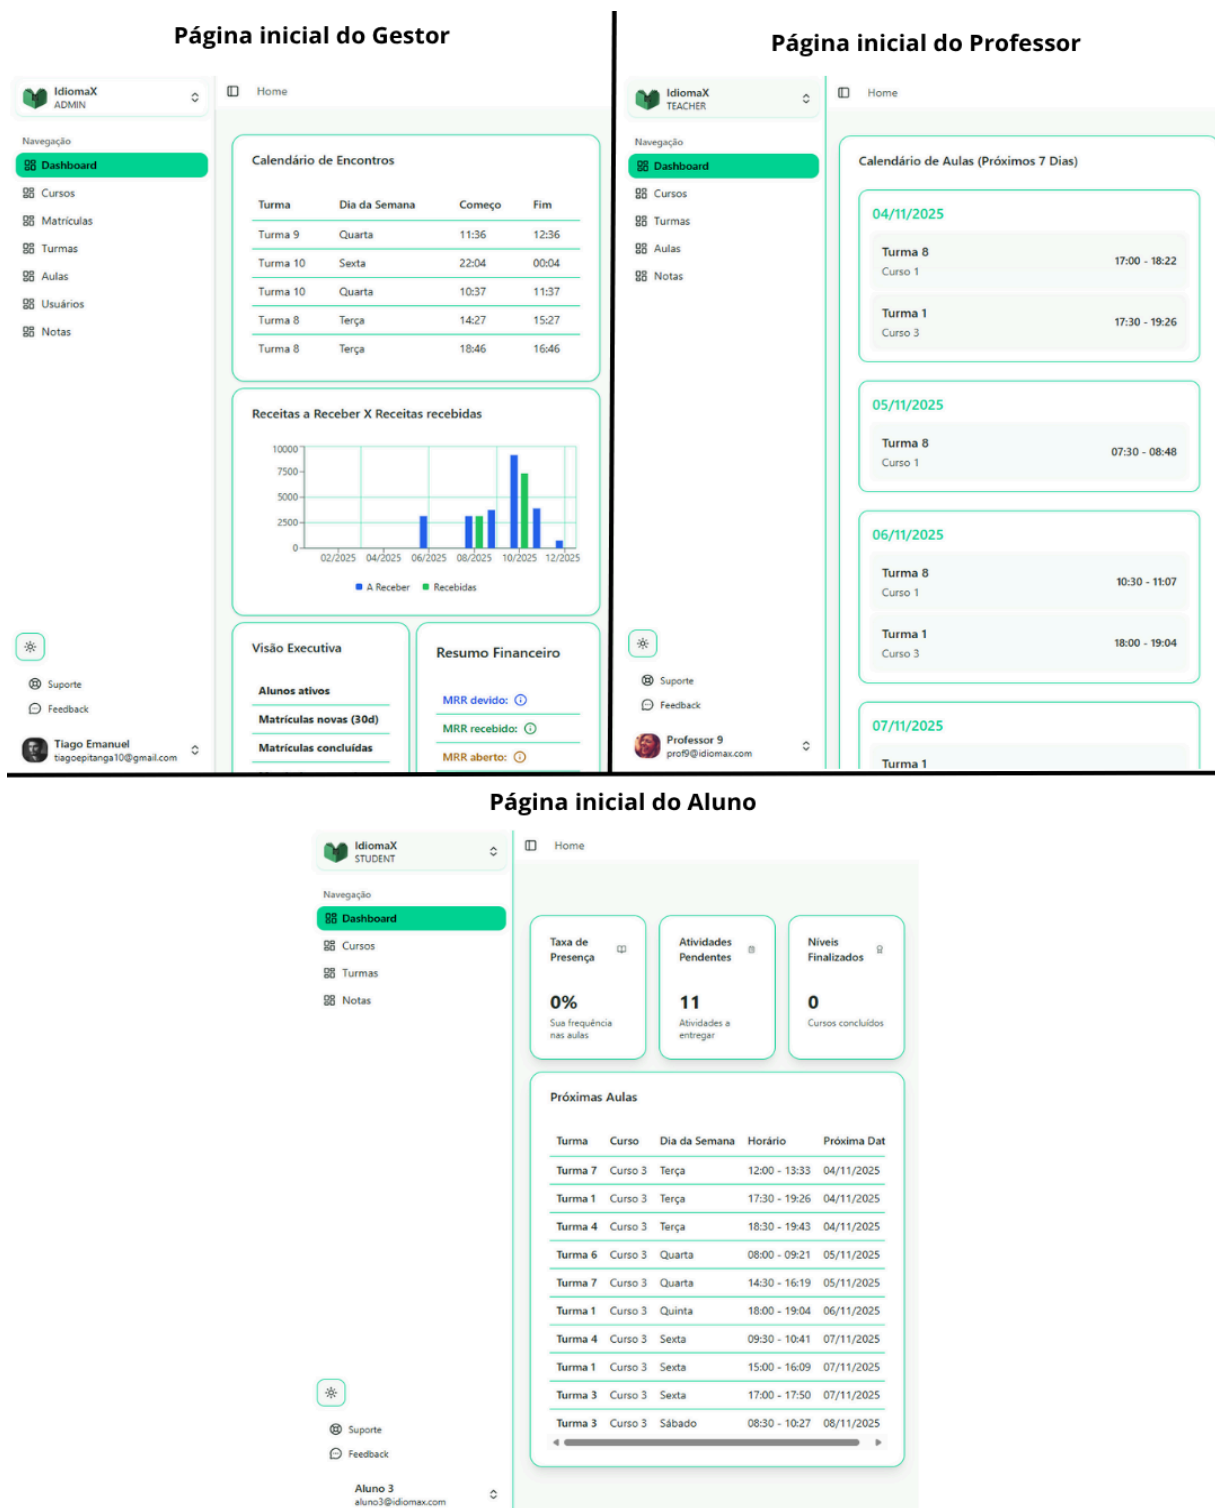 Página inicial do Gestor
IdiomaX
ADMIN
Home
Navegação
Dashboard
Cursos
Matrículas
Turmas
Aulas
Usuários
Notas
Calendário de Encontros
Turma Dia da Semana Começo Fim
Turma 9 Quarta 11:36 12:36
Turma 10 Sexta 22:04 00:04
Turma 10 Quarta 10:37 11:37
Turma 8 Terça 14:27 15:27
Turma 8 Terça 18:46 16:46
Receitas a Receber X Receitas recebidas
10000
7500
5000
2500
0
02/2025 04/2025 06/2025 08/2025 10/2025 12/2025
A Receber Recebidas
Visão Executiva
Alunos ativos
Matrículas novas (30d)
Matrículas concluídas
Resumo Financeiro
MRR devido:
MRR recebido:
MRR aberto:
Suporte
Feedback
Tiago Emanuel
tiagoepitanga10@gmail.com
Página inicial do Professor
IdiomaX
TEACHER
Home
Navegação
Dashboard
Cursos
Turmas
Aulas
Notas
Calendário de Aulas (Próximos 7 Dias)
04/11/2025
Turma 8
Curso 1
17:00 - 18:22
Turma 1
Curso 3
17:30 - 19:26
05/11/2025
Turma 8
Curso 1
07:30 - 08:48
06/11/2025
Turma 8
Curso 1
10:30 - 11:07
Turma 1
Curso 3
18:00 - 19:04
07/11/2025
Turma 1
Suporte
Feedback
Professor 9
prof9@idiomax.com
Página inicial do Aluno
IdiomaX
STUDENT
Home
Navegação
Dashboard
Cursos
Turmas
Notas
Taxa de
Presença
0%
Sua frequência
nas aulas
Atividades
Pendentes
11
Atividades a
entregar
Níveis
Finalizados
0
Cursos concluídos
Próximas Aulas
Turma Curso Dia da Semana Horário Próxima Dat
Turma 7 Curso 3 Terça 12:00 - 13:33 04/11/2025
Turma 1 Curso 3 Terça 17:30 - 19:26 04/11/2025
Turma 4 Curso 3 Terça 18:30 - 19:43 04/11/2025
Turma 6 Curso 3 Quarta 08:00 - 09:21 05/11/2025
Turma 7 Curso 3 Quarta 14:30 - 16:19 05/11/2025
Turma 1 Curso 3 Quinta 18:00 - 19:04 06/11/2025
Turma 4 Curso 3 Sexta 09:30 - 10:41 07/11/2025
Turma 1 Curso 3 Sexta 15:00 - 16:09 07/11/2025
Turma 3 Curso 3 Sexta 17:00 - 17:50 07/11/2025
Turma 3 Curso 3 Sábado 08:30 - 10:27 08/11/2025
Suporte
Feedback
Aluno 3
aluno3@idiomax.com